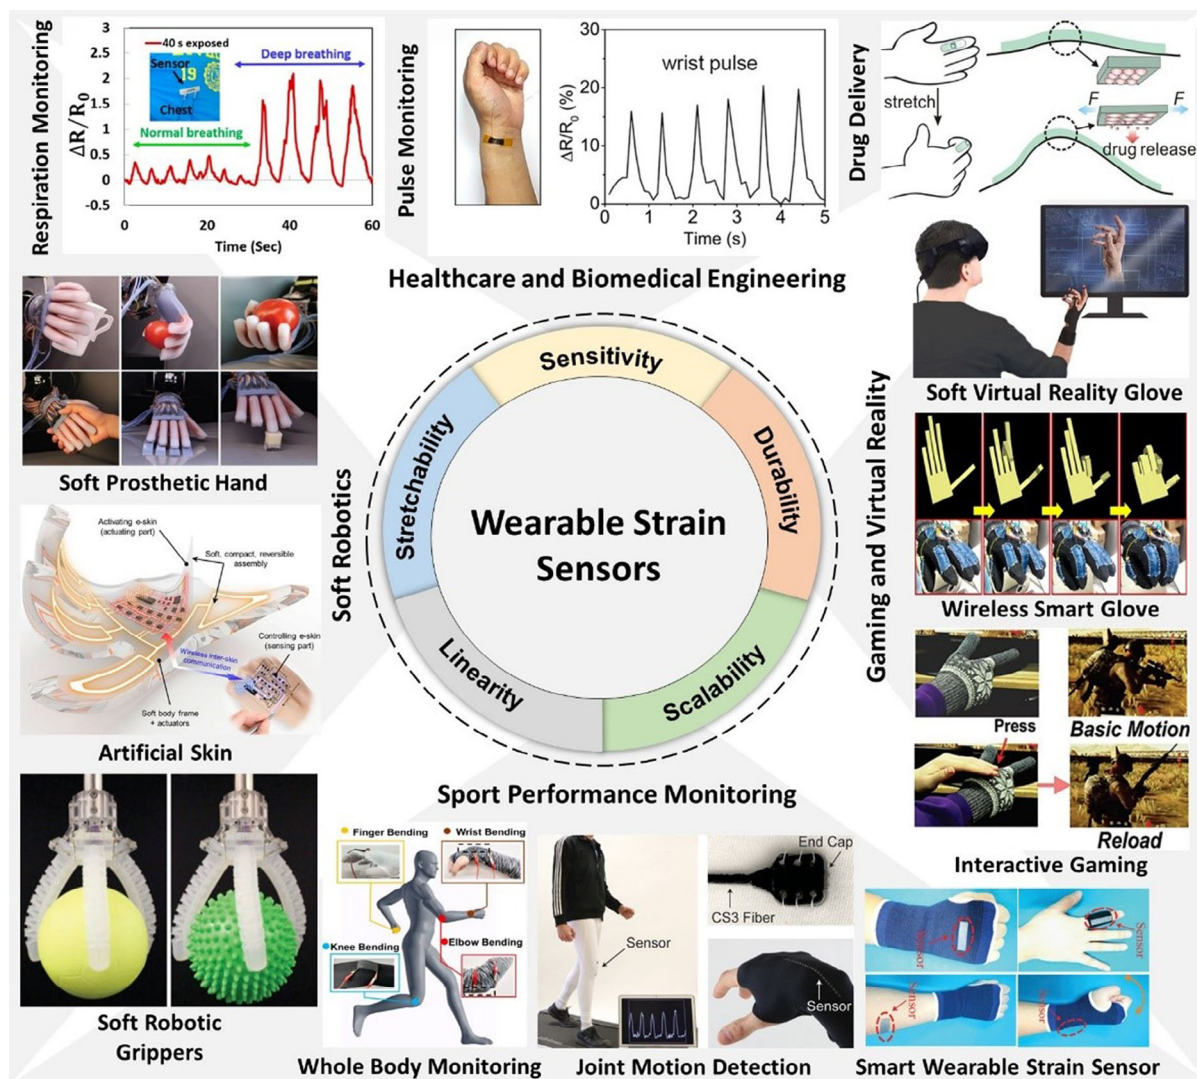 Respiration Monitoring
3
2.5
2
1.5
1
0.5
0
-0.5
ΔR/R0
40 s exposed
Sensor
19
Chest
Deep breathing
Normal breathing
0
20
40
60
Time (Sec)
Pulse Monitoring
30
20
10
0
ΔR/R0 (%)
wrist pulse
0
1
2
3
4
5
Time (s)
Drug Delivery
stretch
F
F
drug release
Healthcare and Biomedical Engineering
Soft Virtual Reality Glove
Gaming and Virtual Reality
Wireless Smart Glove
Press
Basic Motion
Reload
Interactive Gaming
Soft Prosthetic Hand
Soft Robotics
Activating e-skin
(actuating part)
Soft, compact, reversible
assembly
Controlling e-skin
(sensing part)
Wireless inter-skin
communication
Soft body frame
+ actuators
Artificial Skin
Soft Robotic
Grippers
Sensitivity
Durability
Scalability
Linearity
Stretchability
Wearable Strain
Sensors
Sport Performance Monitoring
Finger Bending
Wrist Bending
Knee Bending
Elbow Bending
Whole Body Monitoring
Sensor
End Cap
CS3 Fiber
Sensor
Joint Motion Detection
Sensor
Sensor
Sensor
Sensor
Smart Wearable Strain Sensor